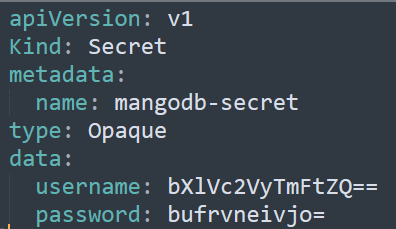 apiVersion: v1
Kind: Secret
metadata:
  name: mangodb-secret
type: Opaque
data:
  username: bXlVc2VyTmFtZQ==
  password: bufrvneivjo=